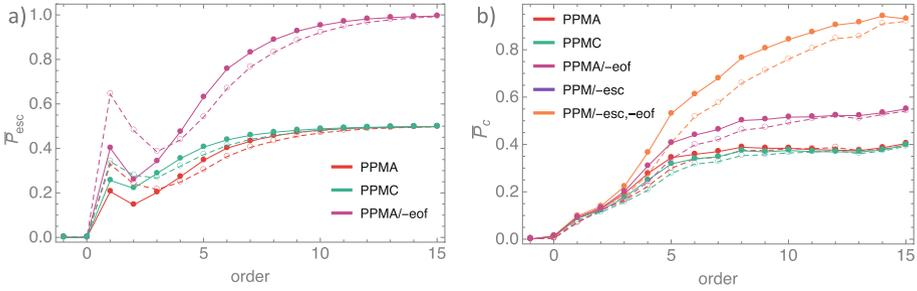 a)
1.0
0.8
0.6
0.4
0.2
0.0
P̅esc
PPMA
PPMC
PPMA/-eof
0 5 10 15
order
b)
PPMA
PPMC
PPMA/-eof
PPM/-esc
PPM/-esc,-eof
0.8
0.6
0.4
0.2
0.0
P̅c
0 5 10 15
order